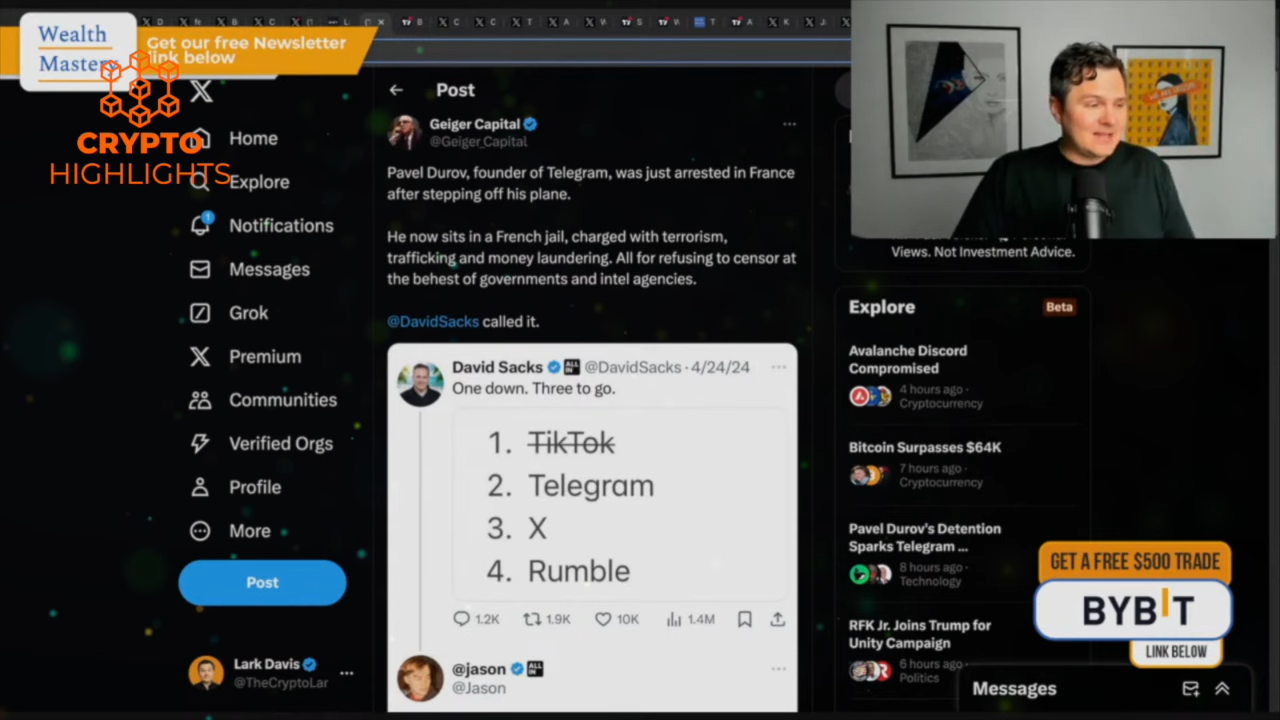 Wealth
Mastery
Get our free Newsletter
link below
CRYPTO
HIGHLIGHTS
Home
Explore
Notifications
Messages
Grok
Premium
Communities
Verified Orgs
Profile
More
Post
Lark Davis
@TheCryptoLar
Post
Geiger Capital
@Geiger_Capital
Pavel Durov, founder of Telegram, was just arrested in France
after stepping off his plane.
He now sits in a French jail, charged with terrorism,
trafficking and money laundering. All for refusing to censor at
the behest of governments and intel agencies.
@DavidSacks called it.
David Sacks @DavidSacks · 4/24/24
One down. Three to go.
1. TikTok
2. Telegram
3. X
4. Rumble
1.2K 1.9K 10K 1.4M
@jason
@Jason
Views. Not Investment Advice.
Explore Beta
Avalanche Discord
Compromised
4 hours ago ·
Cryptocurrency
Bitcoin Surpasses $64K
7 hours ago ·
Cryptocurrency
Pavel Durov's Detention
Sparks Telegram ...
8 hours ago ·
Technology
RFK Jr. Joins Trump for
Unity Campaign
6 hours ago ·
Politics
GET A FREE $500 TRADE
BYBIT
LINK BELOW
Messages